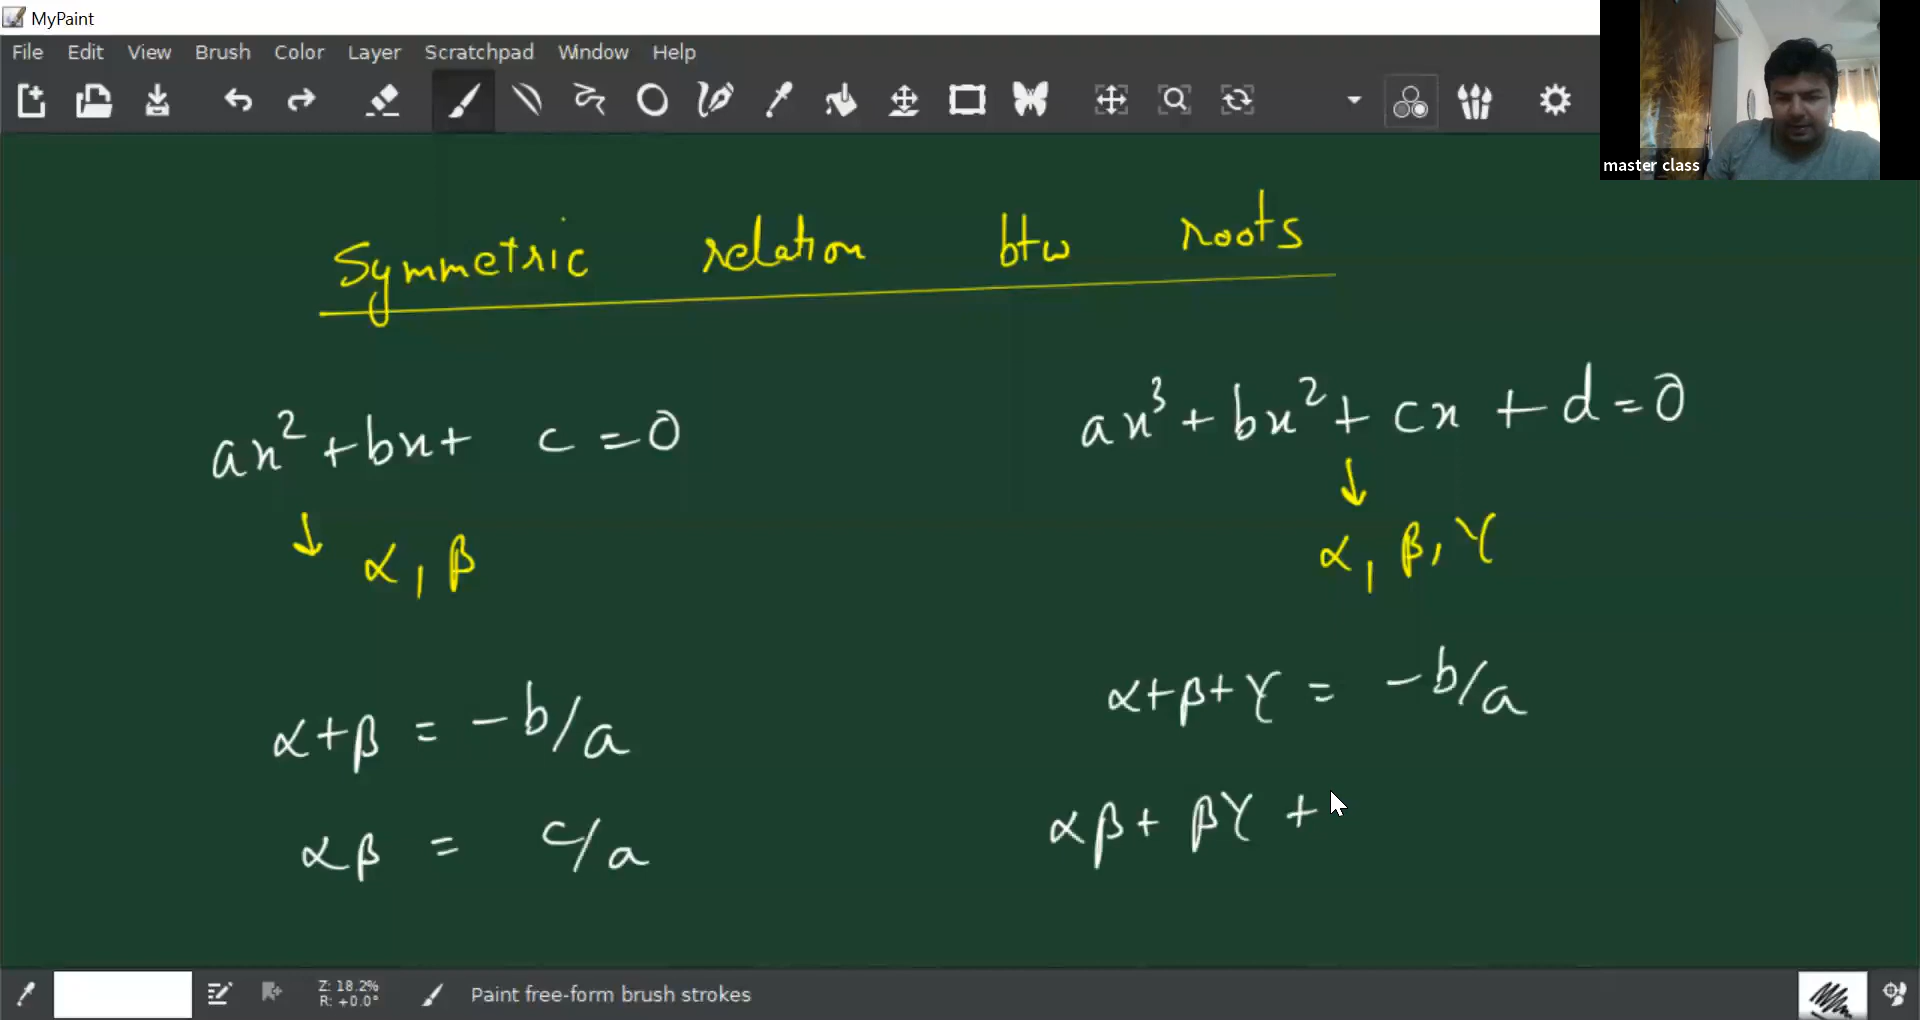 MyPaint
File Edit View Brush Color Layer Scratchpad Window Help
master class
Symmetric relation btw roots
ax² + bx + c = 0
ax³ + bx² + cx + d = 0
↓ α, β
↓
α, β, γ
α+β = -b/a
α+β+γ = -b/a
αβ = c/a
αβ + βγ +
Z: 18.2%
R: +0.0°
Paint free-form brush strokes